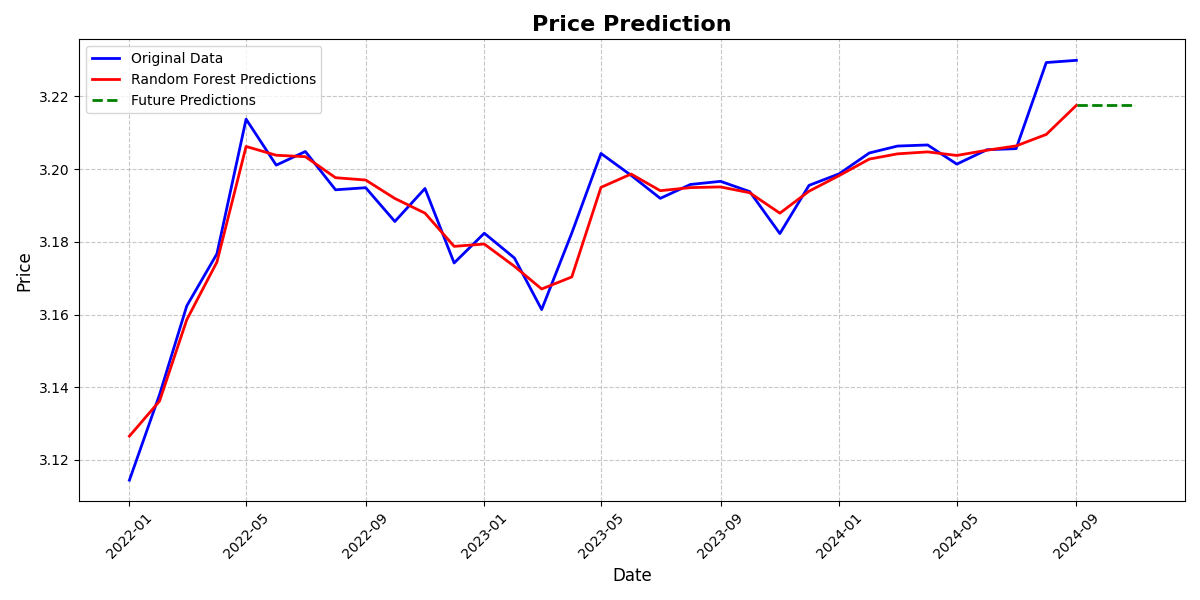 Price Prediction
Original Data
Random Forest Predictions
Future Predictions
Price
3.22
3.20
3.18
3.16
3.14
3.12
2022-01
2022-05
2022-09
2023-01
2023-05
2023-09
2024-01
2024-05
2024-09
Date